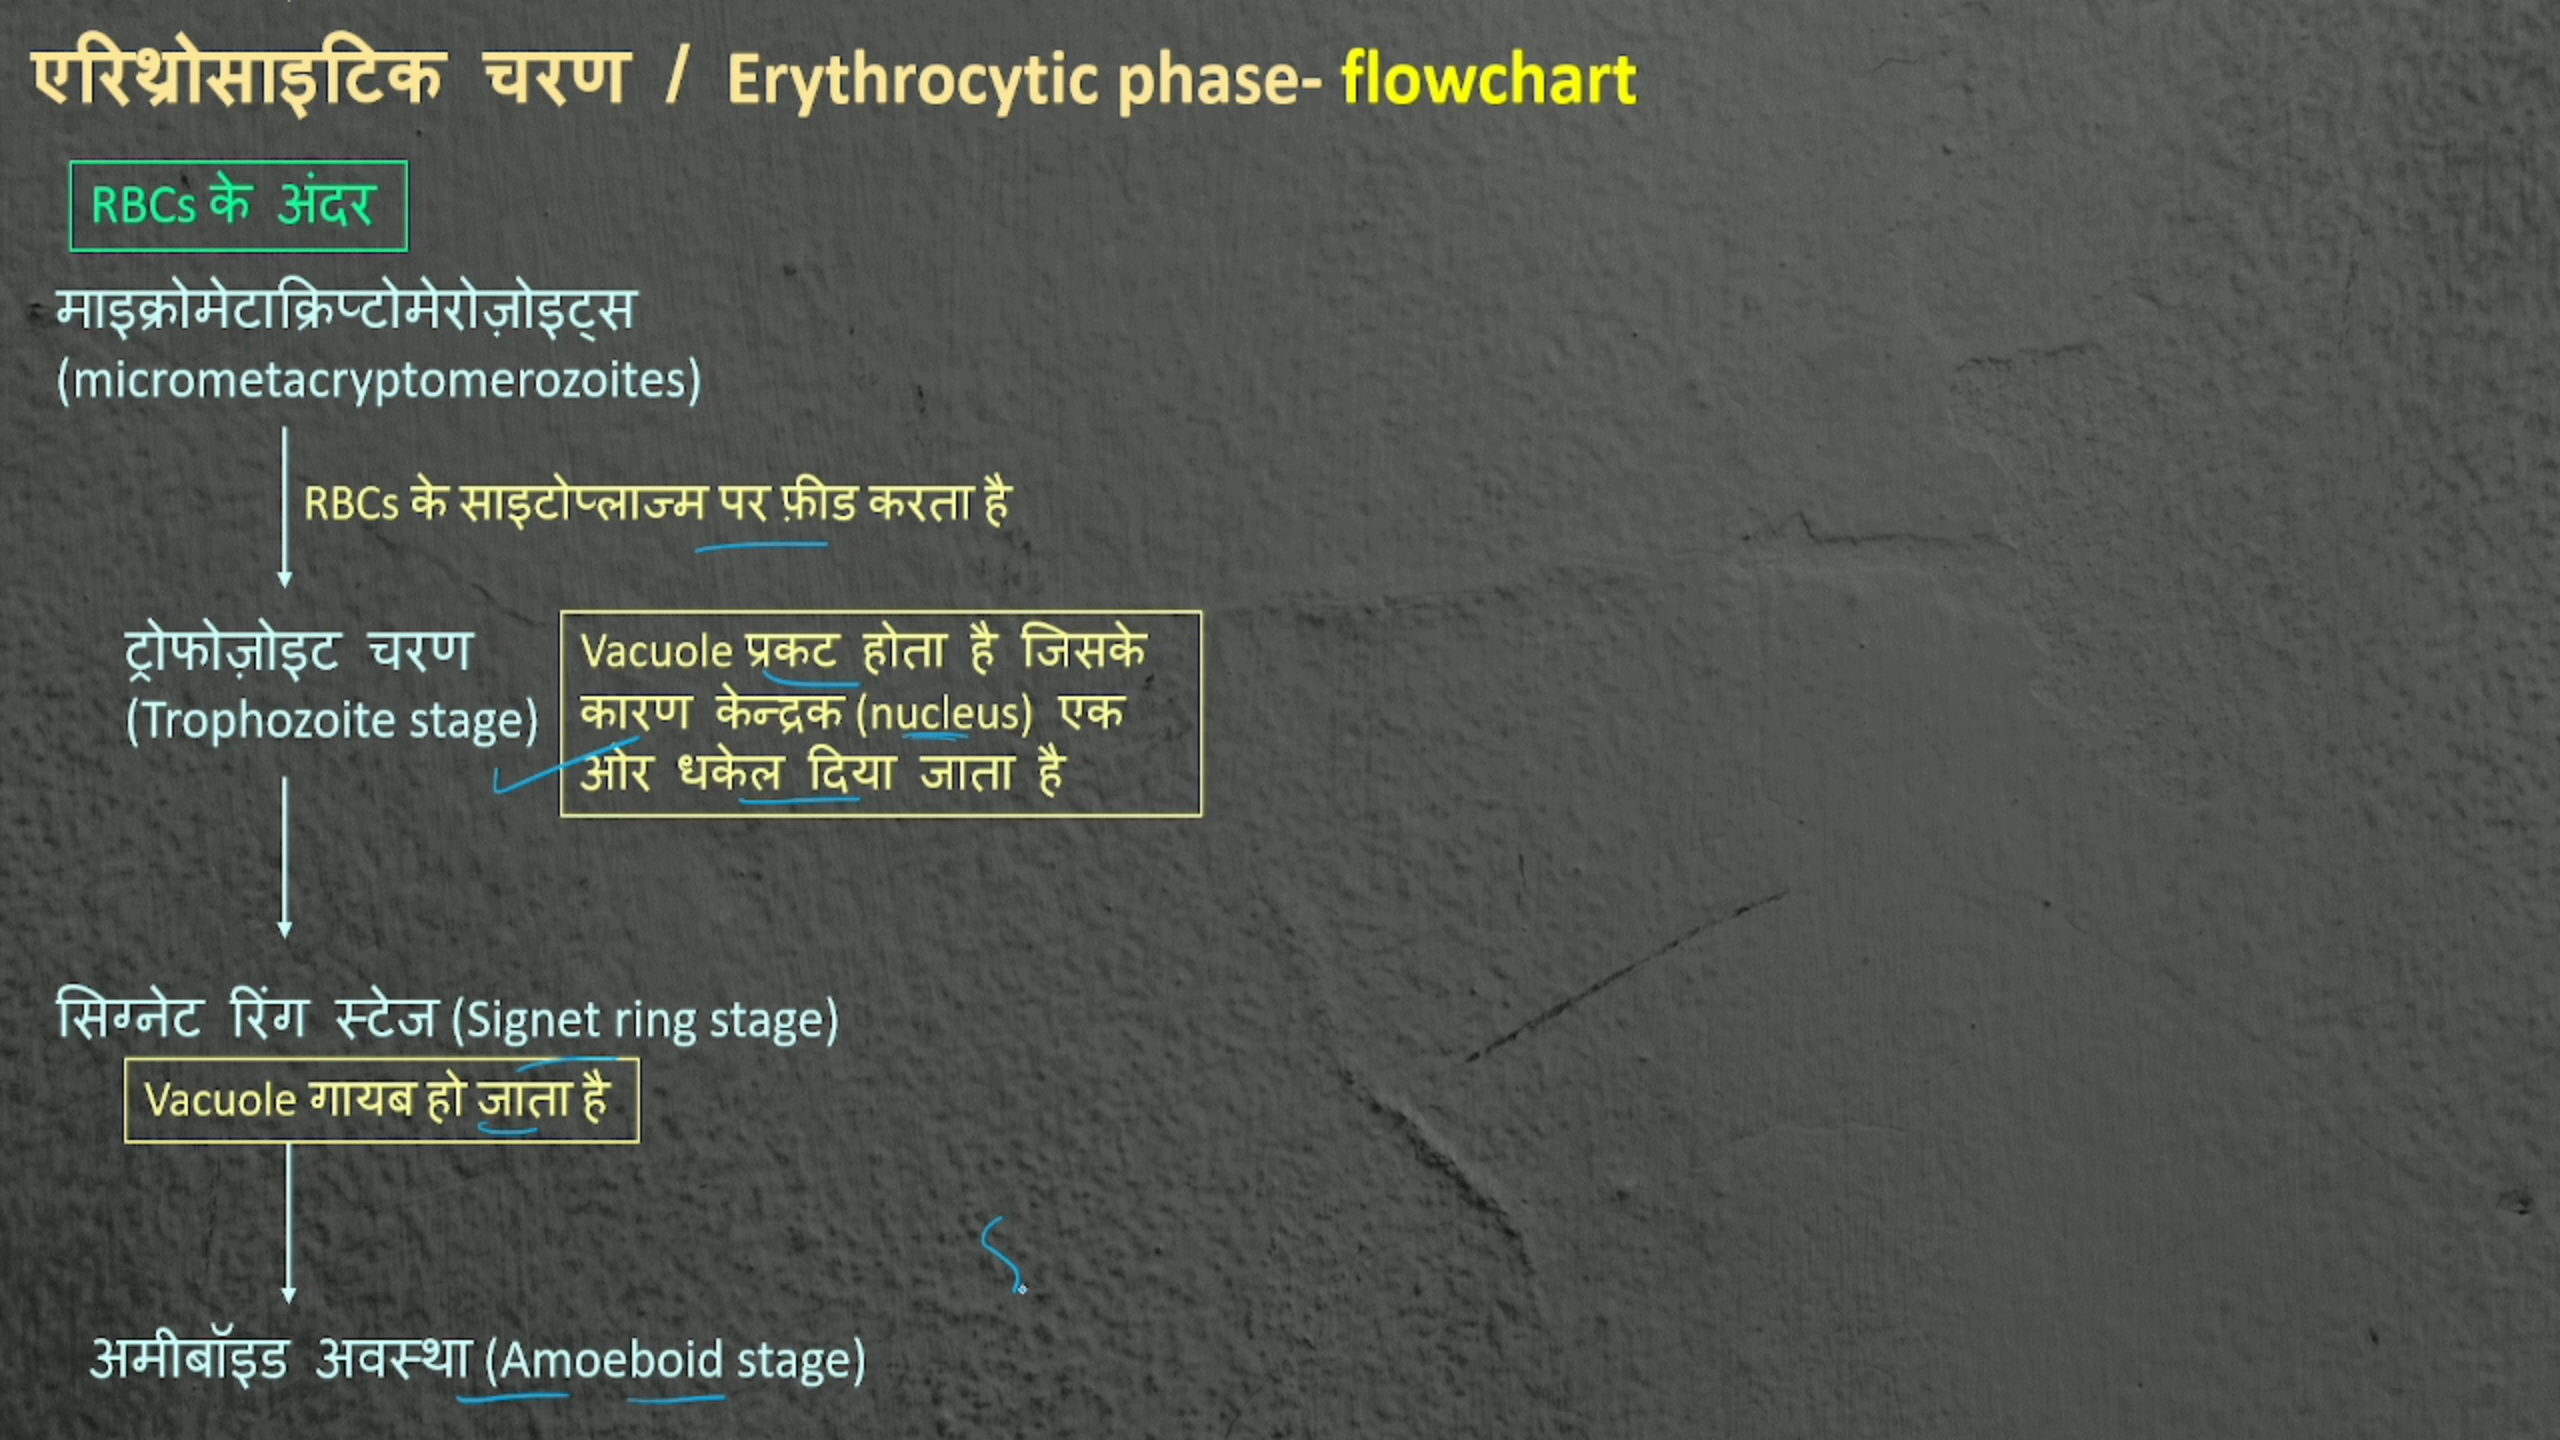 एरिथ्रोसाइटिक चरण / Erythrocytic phase- flowchart
RBCs के अंदर
माइक्रोमेटाक्रिप्टोमेरोज़ोइट्स
(micrometacryptomerozoites)
RBCs के साइटोप्लाज्म पर फ़ीड करता है
ट्रोफोज़ोइट चरण
(Trophozoite stage)
Vacuole प्रकट होता है जिसके
कारण केन्द्रक (nucleus) एक
ओर धकेल दिया जाता है
सिग्नेट रिंग स्टेज (Signet ring stage)
Vacuole गायब हो जाता है
अमीबॉइड अवस्था (Amoeboid stage)